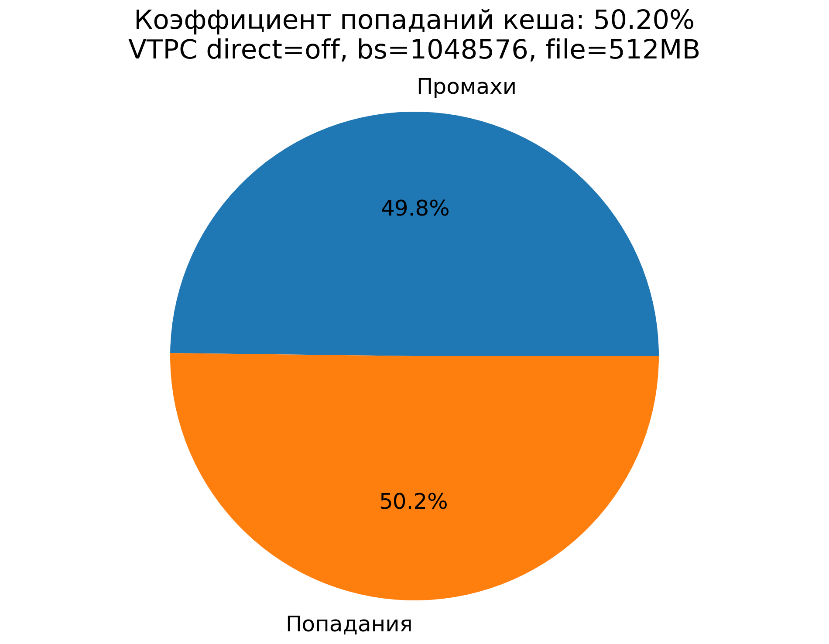 Коэффициент попаданий кеша: 50.20%
VTPC direct=off, bs=1048576, file=512MB
Промахи
49.8%
50.2%
Попадания